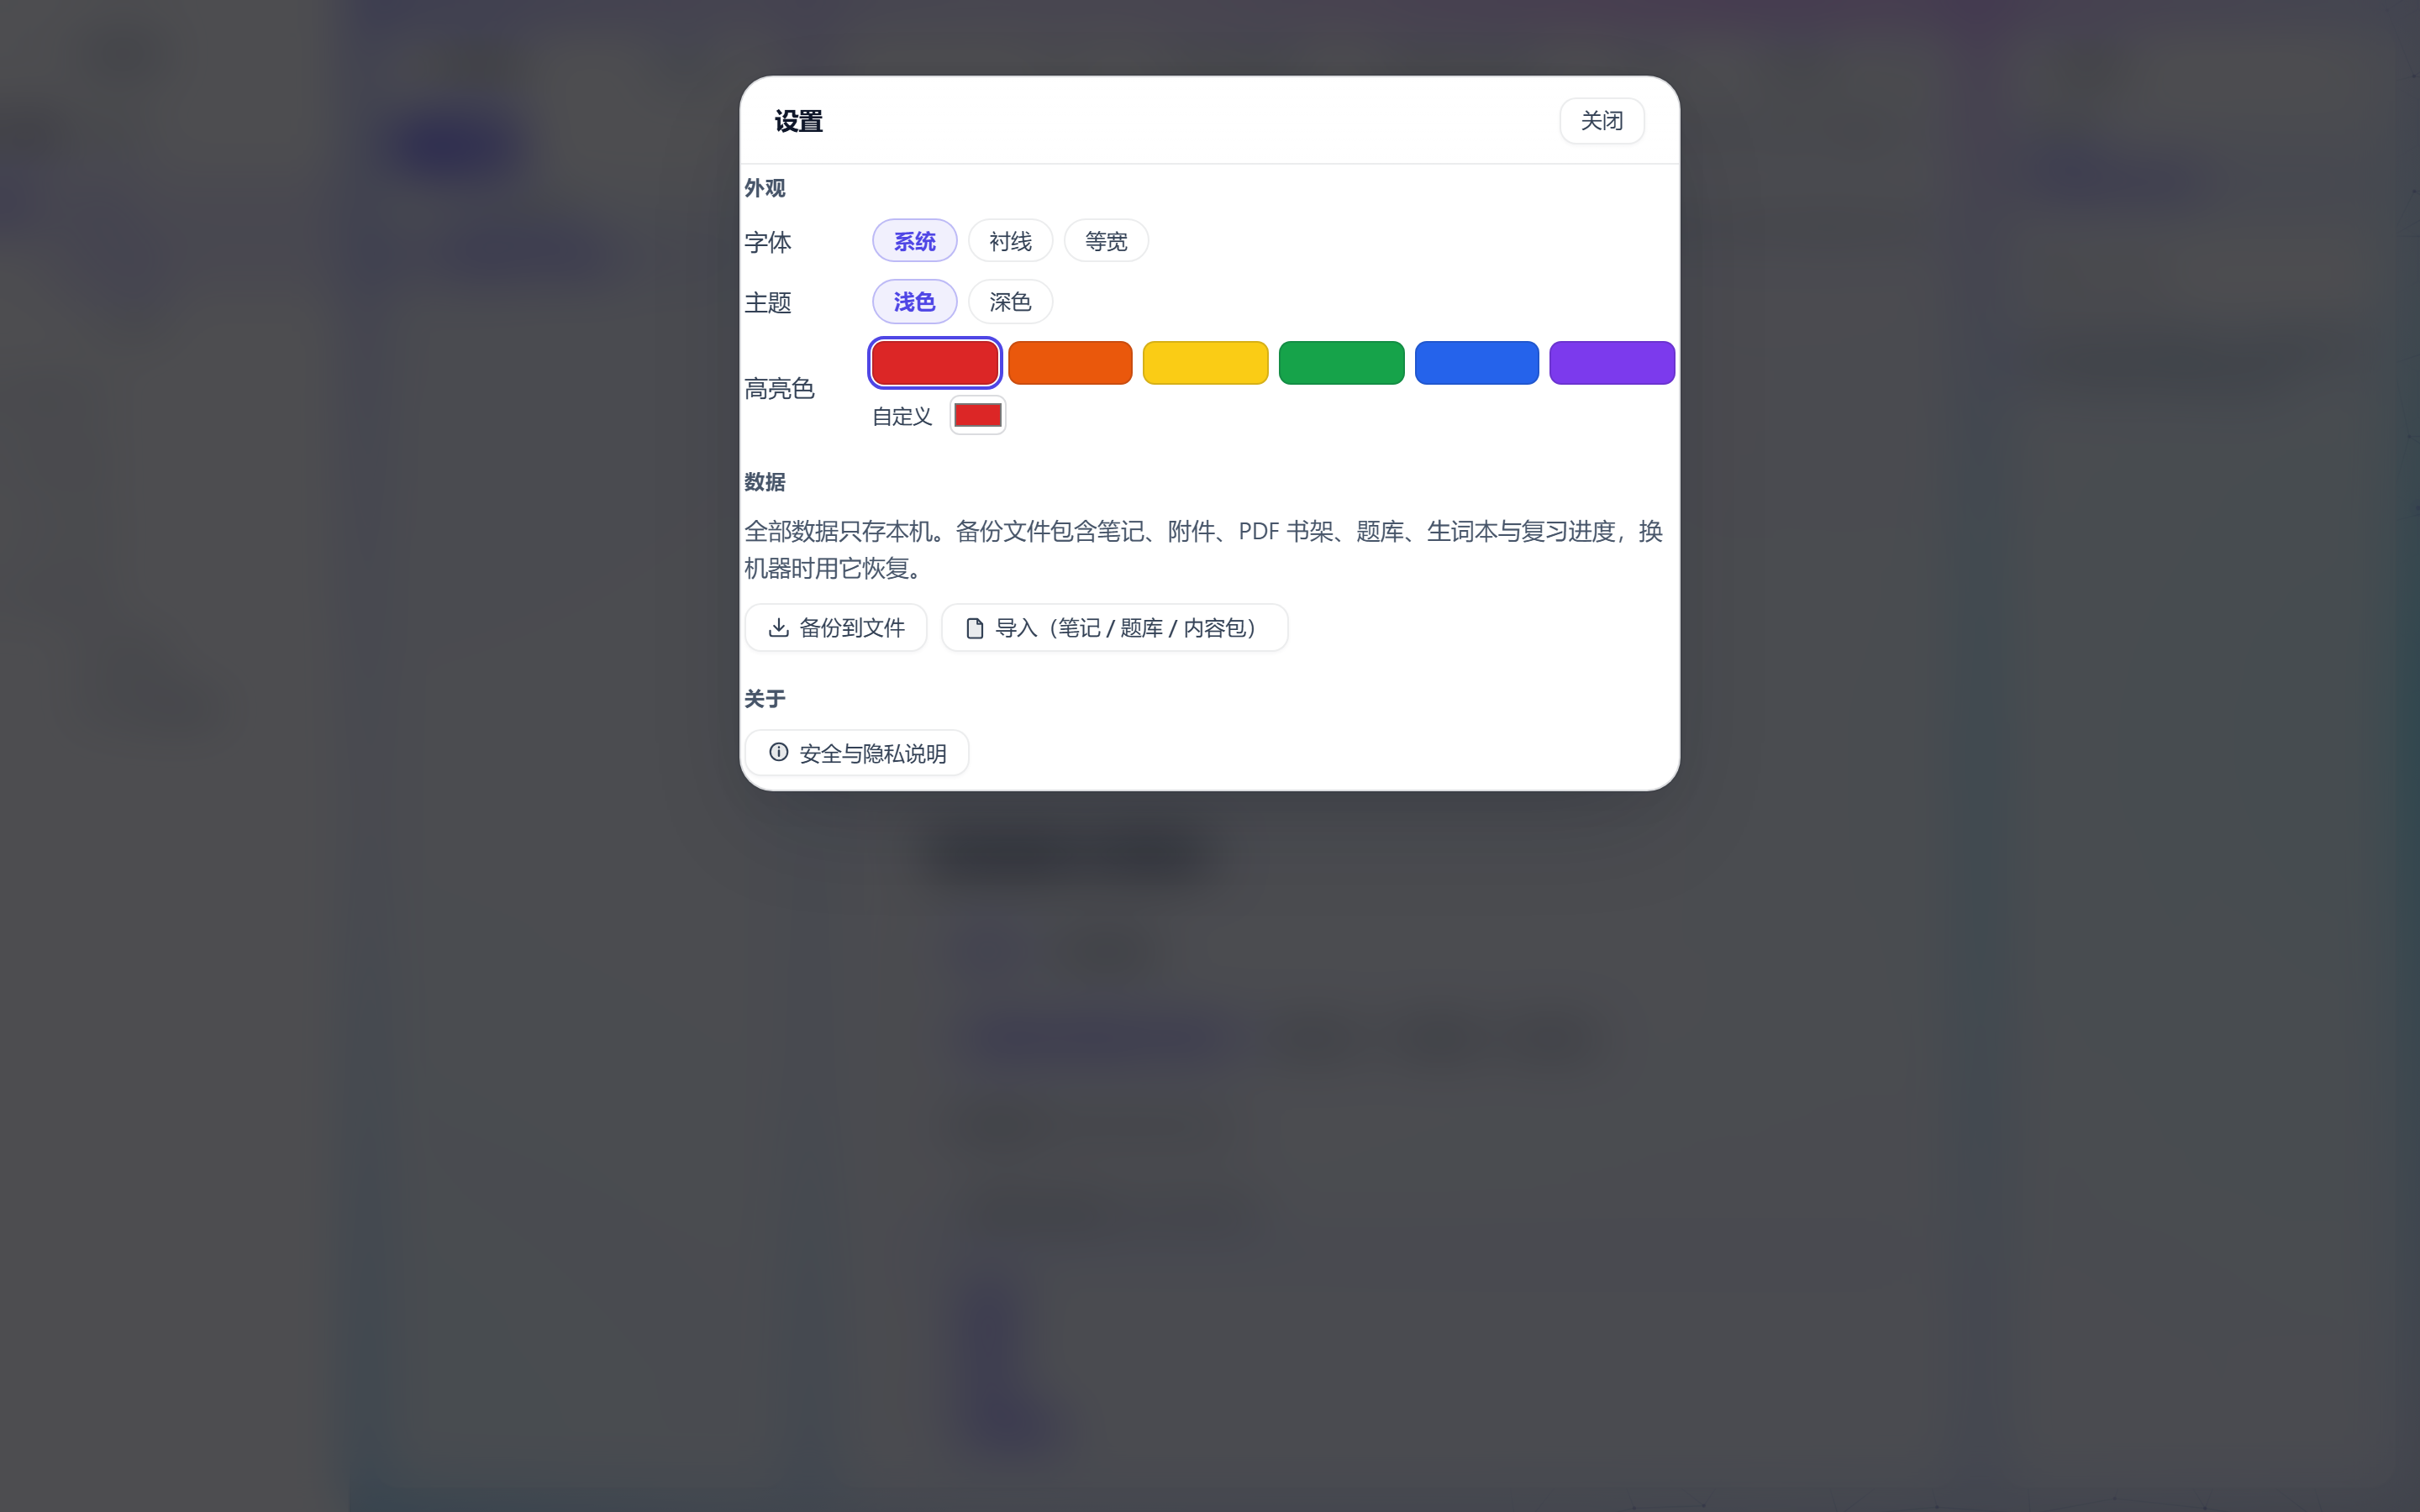 设置
关闭
外观
字体
系统
衬线
等宽
主题
浅色
深色
高亮色
自定义
数据
全部数据只存本机。备份文件包含笔记、附件、PDF 书架、题库、生词本与复习进度，换
机器时用它恢复。
备份到文件
导入（笔记 / 题库 / 内容包）
关于
安全与隐私说明